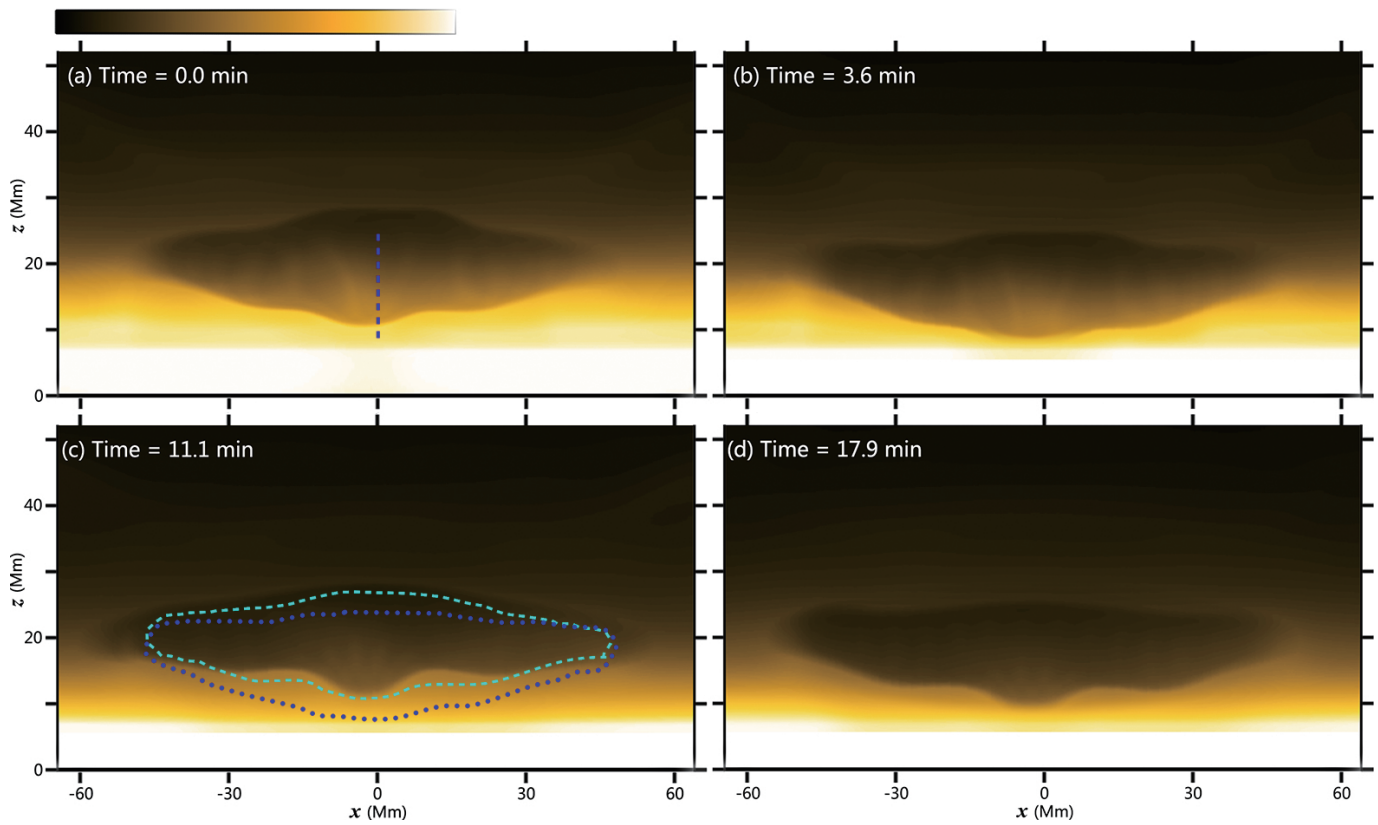 (a) Time = 0.0 min
(b) Time = 3.6 min
40
z (Mm)
20
0
(c) Time = 11.1 min
(d) Time = 17.9 min
40
z (Mm)
20
0
-60 -30 0 30 60
-60 -30 0 30 60
x (Mm)
x (Mm)